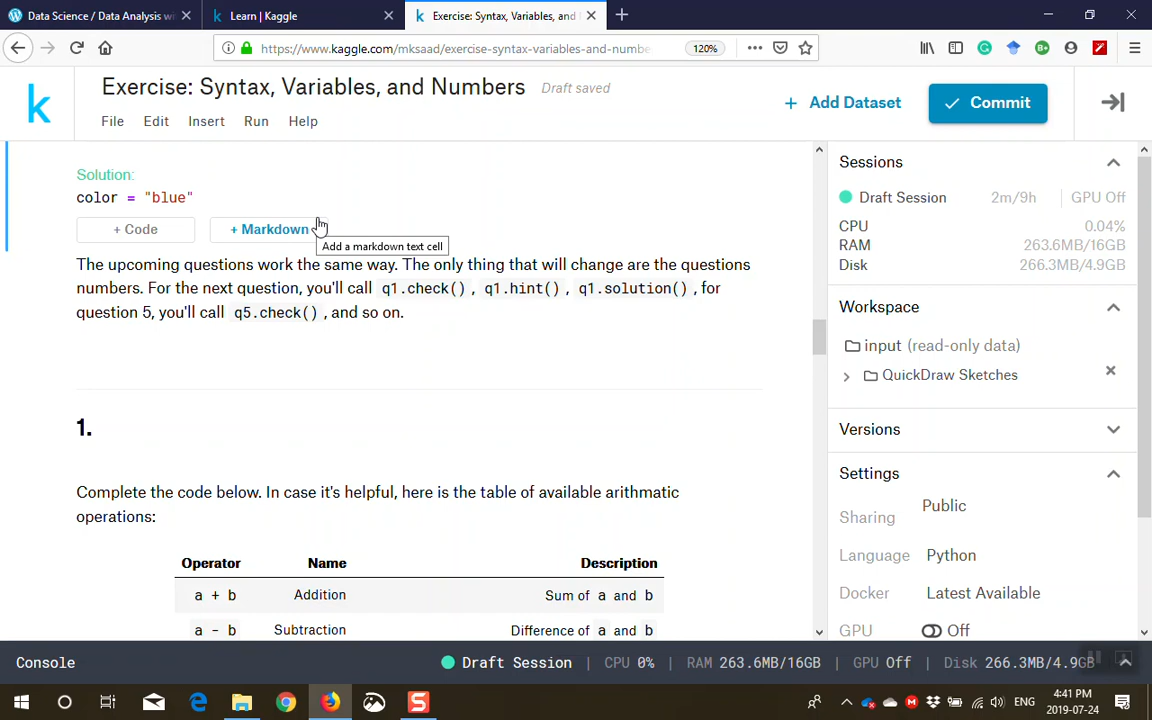 Data Science / Data Analysis wi
Learn | Kaggle
Exercise: Syntax, Variables, and
https://www.kaggle.com/mksaad/exercise-syntax-variables-and-numbe
120%
k
Exercise: Syntax, Variables, and Numbers
Draft saved
+ Add Dataset
Commit
File Edit Insert Run Help
Solution:
color = "blue"
+ Code
+ Markdown
Add a markdown text cell
The upcoming questions work the same way. The only thing that will change are the questions
numbers. For the next question, you'll call q1.check(), q1.hint(), q1.solution(), for
question 5, you'll call q5.check(), and so on.
1.
Complete the code below. In case it's helpful, here is the table of available arithmatic
operations:
Operator Name Description
a + b Addition Sum of a and b
a - b Subtraction Difference of a and b
Sessions
Draft Session 2m/9h GPU Off
CPU 0.04%
RAM 263.6MB/16GB
Disk 266.3MB/4.9GB
Workspace
input (read-only data)
QuickDraw Sketches
Versions
Settings
Sharing Public
Language Python
Docker Latest Available
GPU Off
Console
Draft Session | CPU 0% | RAM 263.6MB/16GB | GPU Off | Disk 266.3MB/4.9GB
ENG
4:41 PM
2019-07-24